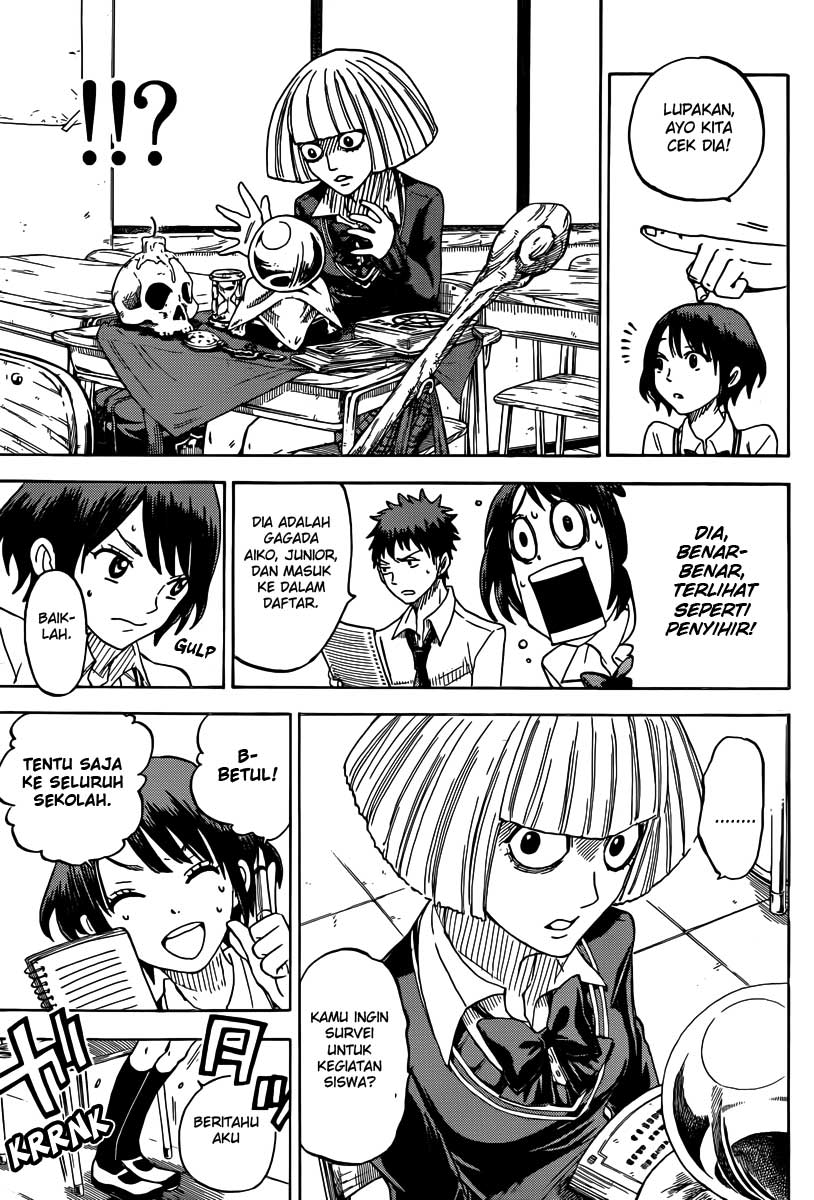 LUPAKAN,
AYO KITA
CEK DIA!
!!?
DIA,
BENAR-
BENAR,
TERLIHAT
SEPERTI
PENYIHIR!
DIA ADALAH
GAGADA
AIKO, JUNIOR,
DAN MASUK
KE DALAM
DAFTAR.
BAIK-
LAH.
GULP
........
KAMU INGIN
SURVEI
UNTUK
KEGIATAN
SISWA?
B-
BETUL!
TENTU SAJA
KE SELURUH
SEKOLAH.
BERITAHU
AKU
KRRNK